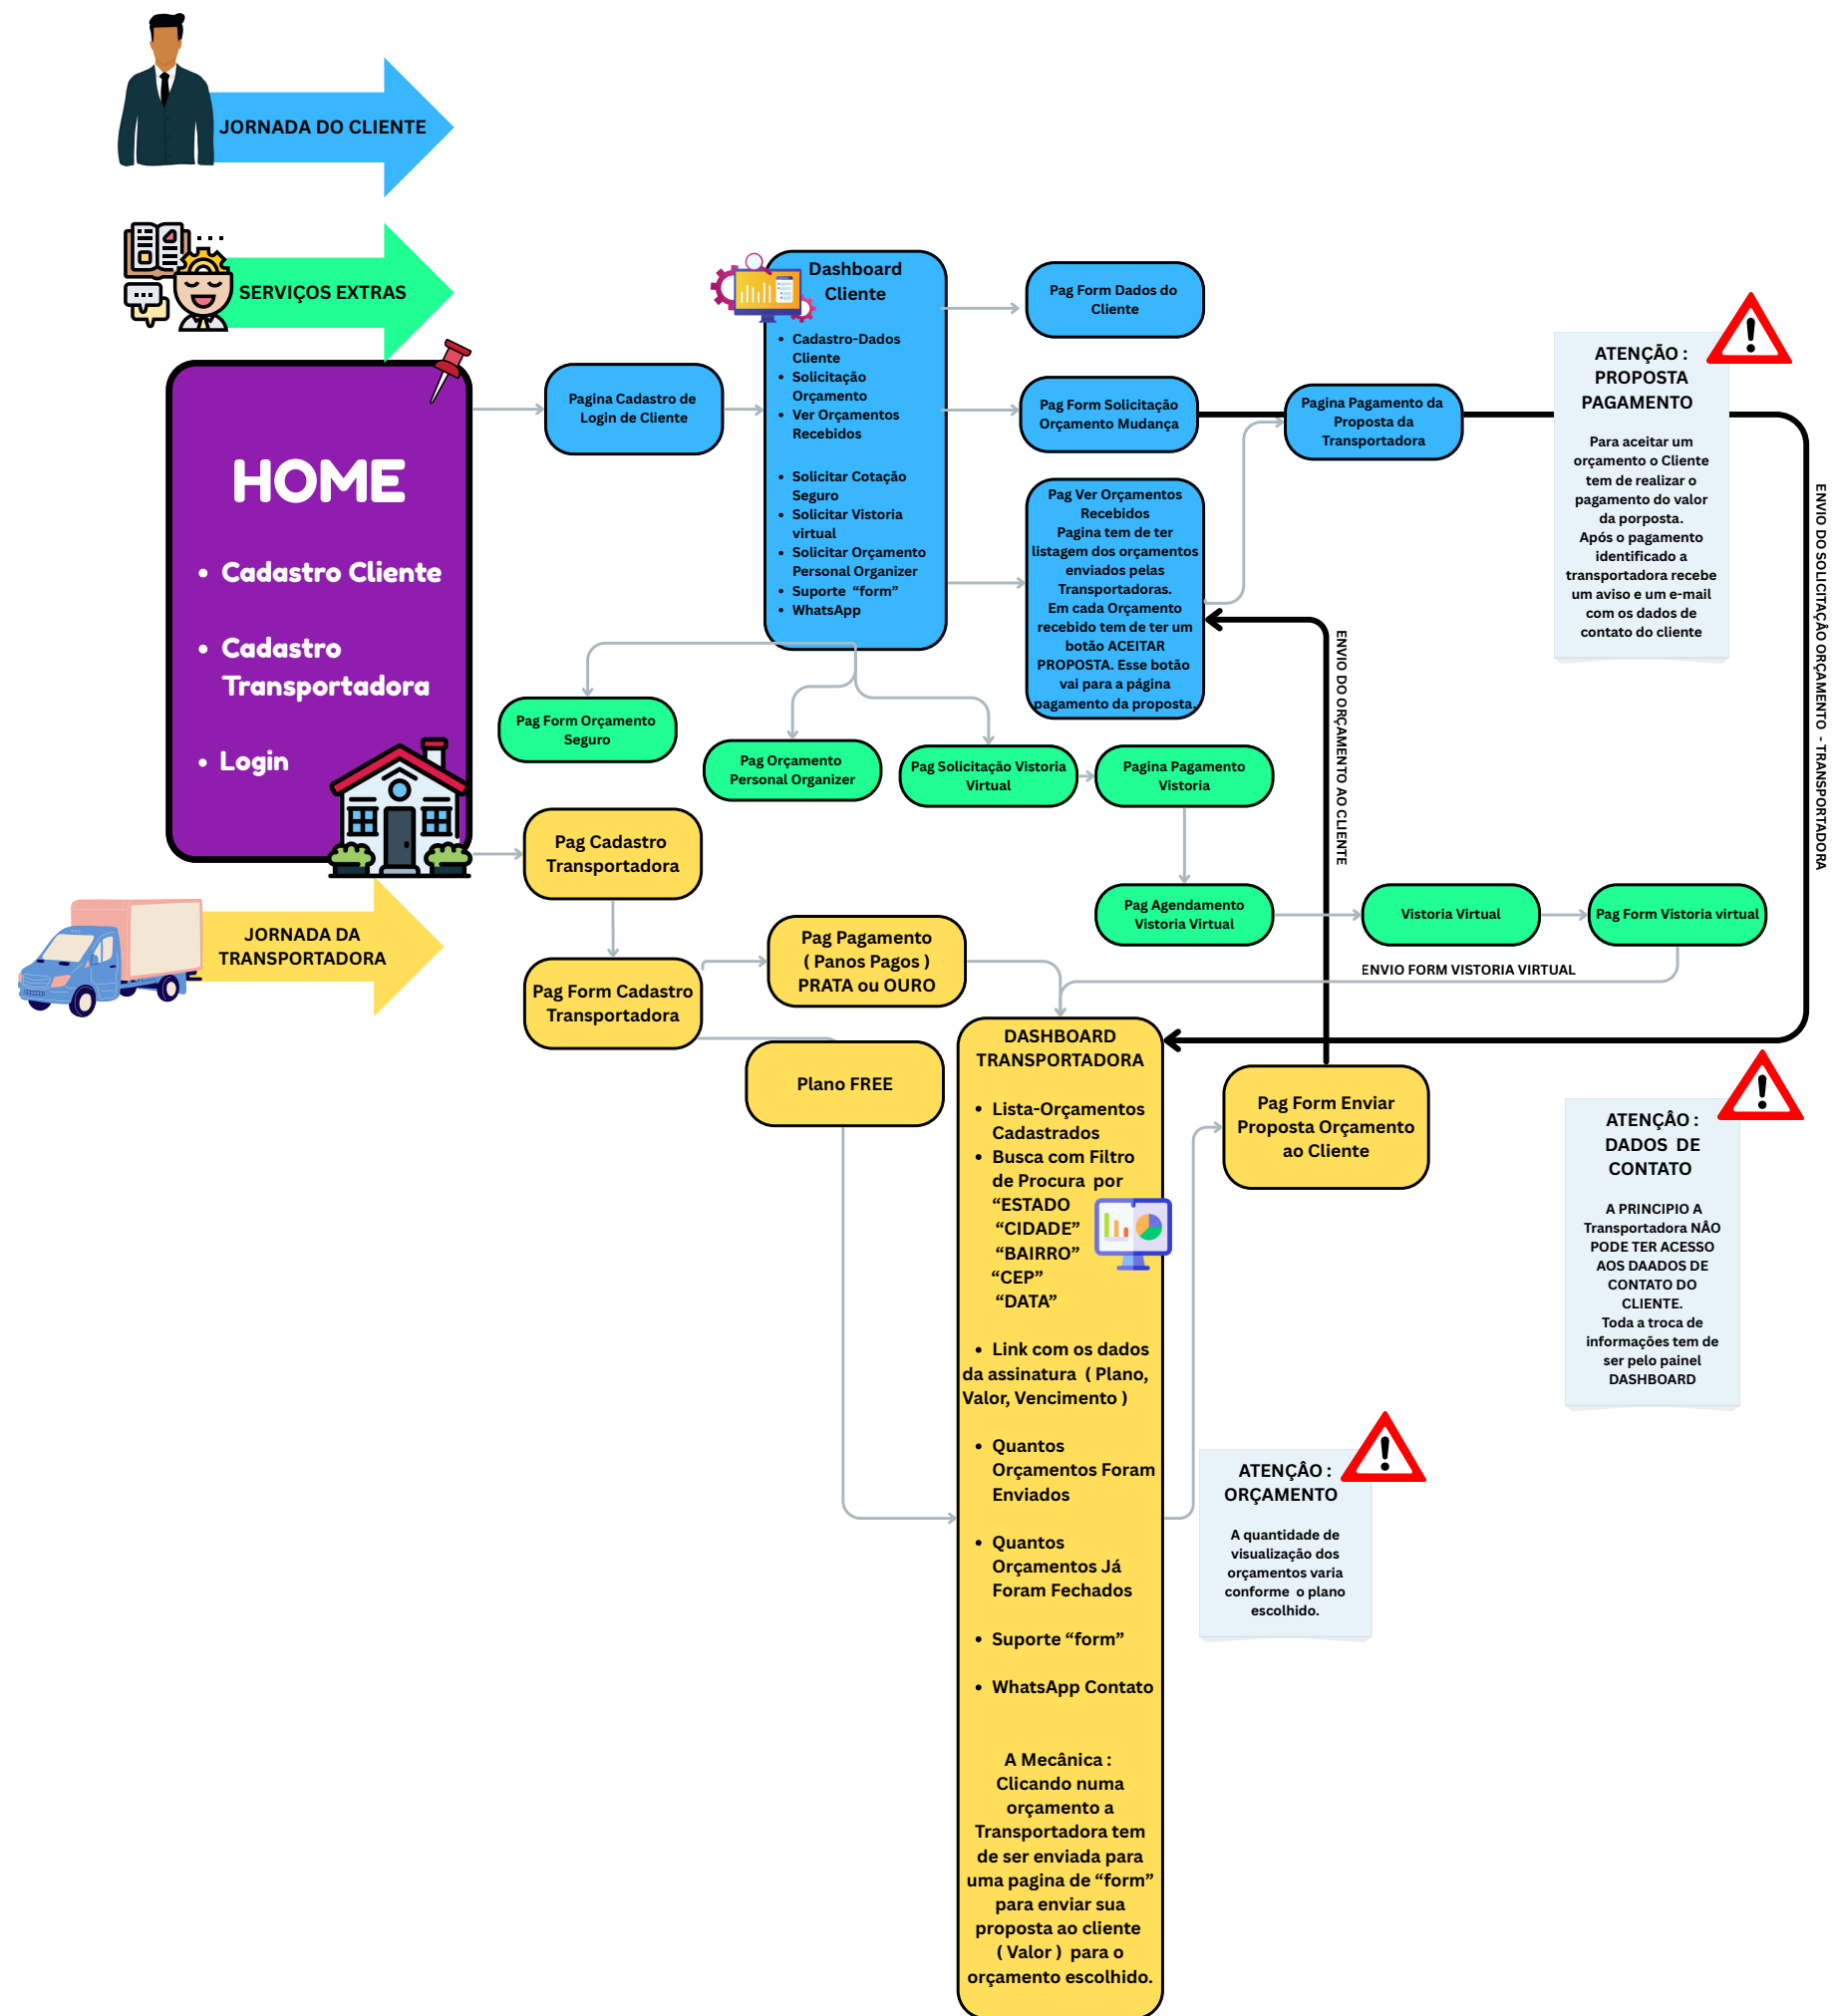 JORNADA DO CLIENTE
SERVIÇOS EXTRAS
HOME
• Cadastro Cliente
• Cadastro
Transportadora
• Login
JORNADA DA
TRANSPORTADORA
Pagina Cadastro de
Login de Cliente
Dashboard
Cliente
• Cadastro-Dados
Cliente
• Solicitação
Orçamento
• Ver Orçamentos
Recebidos
• Solicitar Cotação
Seguro
• Solicitar Vistoria
virtual
• Solicitar Orçamento
Personal Organizer
• Suporte “form”
• WhatsApp
Pag Form Dados do
Cliente
Pag Form Solicitação
Orçamento Mudança
Pag Ver Orçamentos
Recebidos
Pagina tem de ter
listagem dos orçamentos
enviados pelas
Transportadoras.
Em cada Orçamento
recebido tem de ter um
botão ACEITAR
PROPOSTA. Esse botão
vai para a página
pagamento da proposta.
Pagina Pagamento da
Proposta da
Transportadora
ATENÇÃO :
PROPOSTA
PAGAMENTO
Para aceitar um
orçamento o Cliente
tem de realizar o
pagamento do valor
da porposta.
Após o pagamento
identificado a
transportadora recebe
um aviso e um e-mail
com os dados de
contato do cliente
ENVIO DO SOLICITAÇÂO ORÇAMENTO - TRANSPORTADORA
ENVIO DO ORÇAMENTO AO CLIENTE
Pag Form Orçamento
Seguro
Pag Orçamento
Personal Organizer
Pag Solicitação Vistoria
Virtual
Pagina Pagamento
Vistoria
Pag Agendamento
Vistoria Virtual
Vistoria Virtual
Pag Form Vistoria virtual
ENVIO FORM VISTORIA VIRTUAL
Pag Cadastro
Transportadora
Pag Form Cadastro
Transportadora
Pag Pagamento
( Panos Pagos )
PRATA ou OURO
Plano FREE
DASHBOARD
TRANSPORTADORA
• Lista-Orçamentos
Cadastrados
• Busca com Filtro
de Procura por
“ESTADO
“CIDADE”
“BAIRRO”
“CEP”
“DATA”
• Link com os dados
da assinatura ( Plano,
Valor, Vencimento )
• Quantos
Orçamentos Foram
Enviados
• Quantos
Orçamentos Já
Foram Fechados
• Suporte “form”
• WhatsApp Contato
A Mecânica :
Clicando numa
orçamento a
Transportadora tem
de ser enviada para
uma pagina de “form”
para enviar sua
proposta ao cliente
( Valor ) para o
orçamento escolhido.
Pag Form Enviar
Proposta Orçamento
ao Cliente
ATENÇÂO :
DADOS DE
CONTATO
A PRINCIPIO A
Transportadora NÂO
PODE TER ACESSO
AOS DAADOS DE
CONTATO DO
CLIENTE.
Toda a troca de
informações tem de
ser pelo painel
DASHBOARD
ATENÇÂO :
ORÇAMENTO
A quantidade de
visualização dos
orçamentos varia
conforme o plano
escolhido.